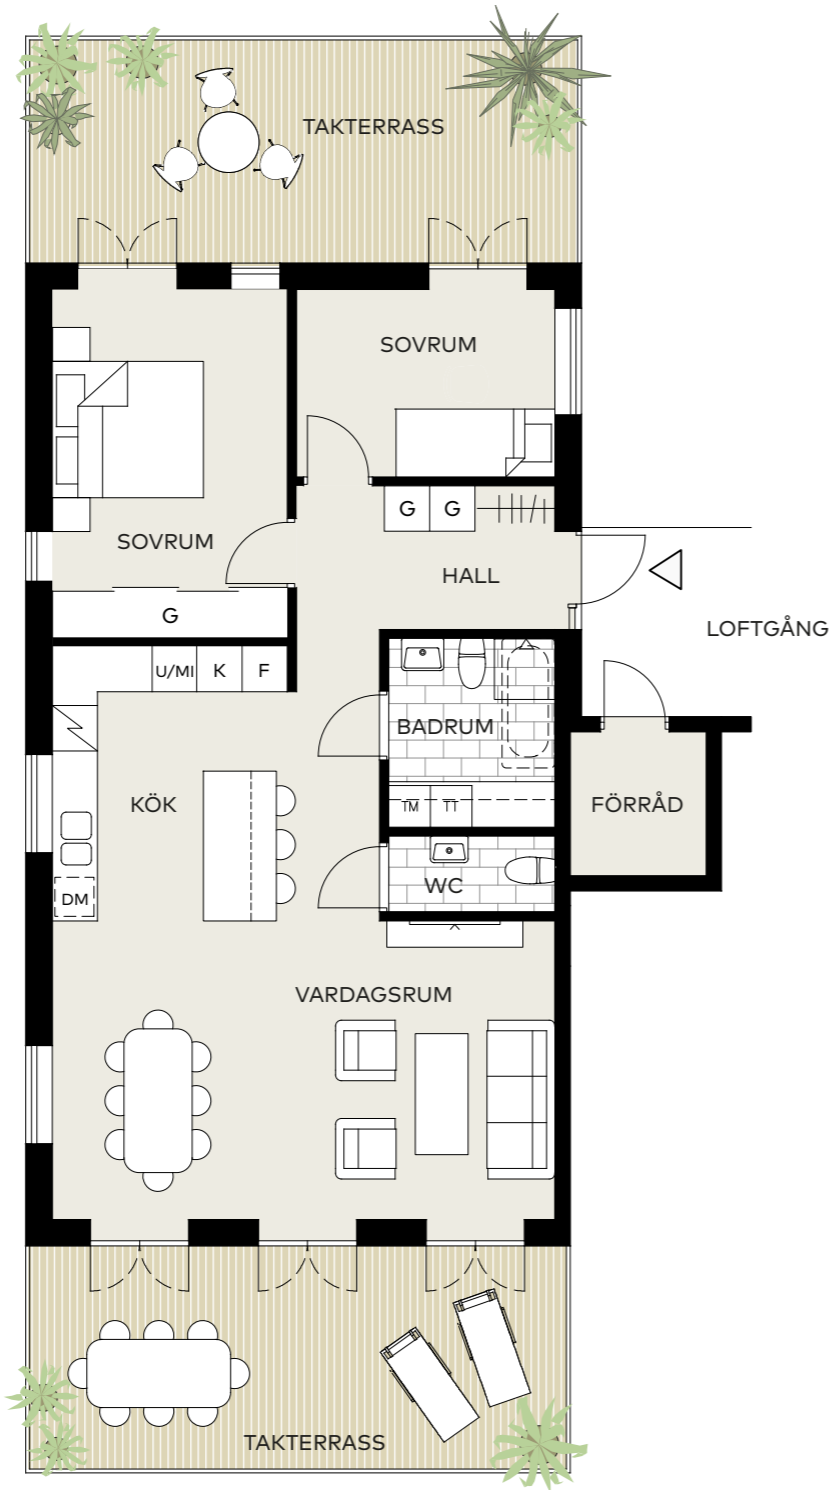 TAKTERRASS
SOVRUM
G G
SOVRUM
HALL
G
LOFTGÅNG
U/MI K F
BADRUM
KÖK
TM TT
FÖRRÅD
WC
DM
VARDAGSRUM
TAKTERRASS